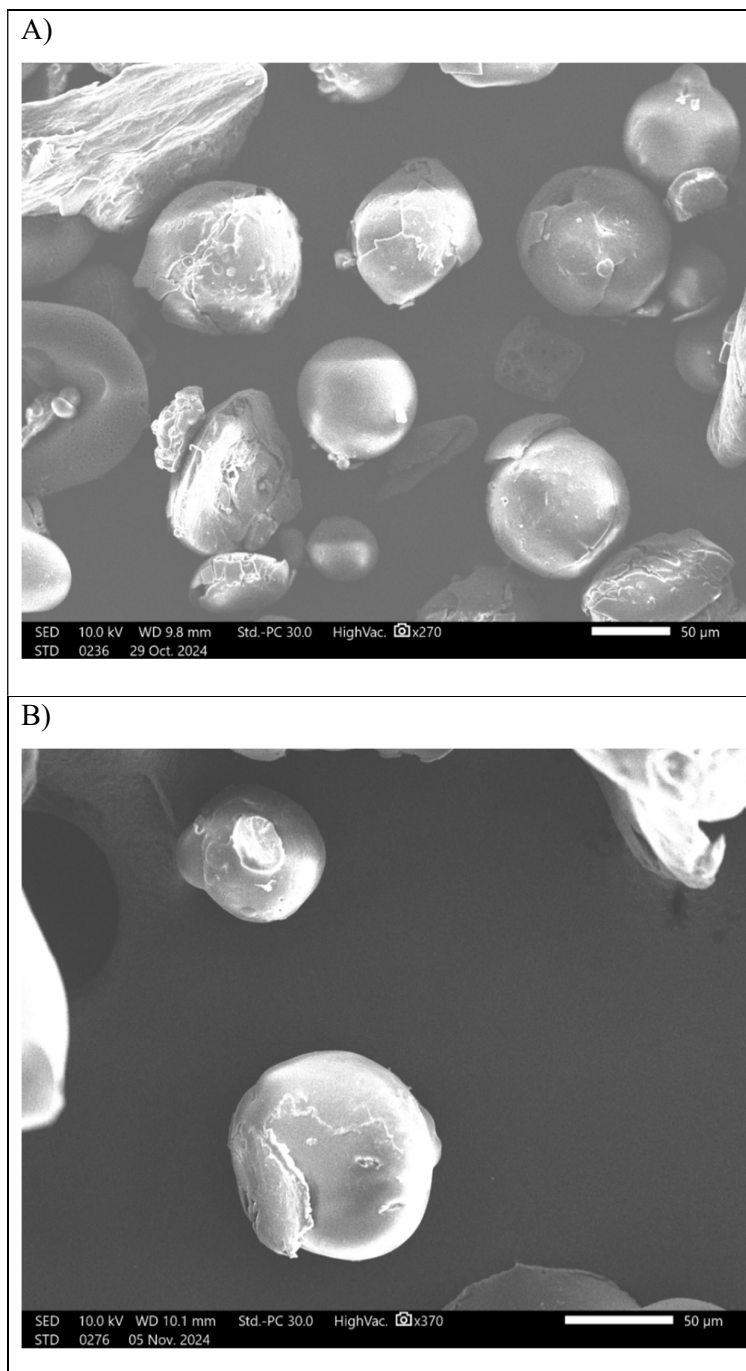 A)
SED 10.0 kV WD 9.8 mm Std.-PC 30.0 HighVac. x270 50 µm
STD 0236 29 Oct. 2024
B)
SED 10.0 kV WD 10.1 mm Std.-PC 30.0 HighVac. x370 50 µm
STD 0276 05 Nov. 2024